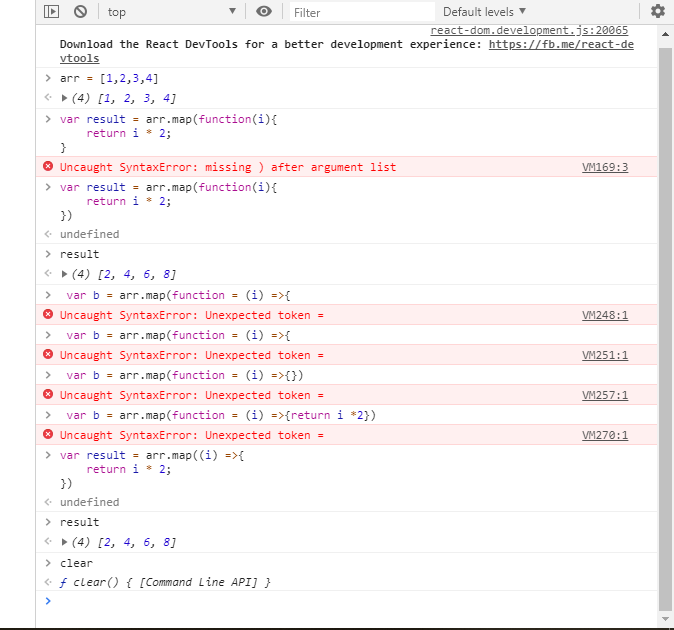 top
Filter
Default levels
react-dom.development.js:20065
Download the React DevTools for a better development experience: https://fb.me/react-de
vtools
arr = [1,2,3,4]
(4) [1, 2, 3, 4]
var result = arr.map(function(i){
return i * 2;
}
Uncaught SyntaxError: missing ) after argument list VM169:3
var result = arr.map(function(i){
return i * 2;
})
undefined
result
(4) [2, 4, 6, 8]
var b = arr.map(function = (i) =>{
Uncaught SyntaxError: Unexpected token = VM248:1
var b = arr.map(function = (i) =>{
Uncaught SyntaxError: Unexpected token = VM251:1
var b = arr.map(function = (i) =>{})
Uncaught SyntaxError: Unexpected token = VM257:1
var b = arr.map(function = (i) =>{return i *2})
Uncaught SyntaxError: Unexpected token = VM270:1
var result = arr.map((i) =>{
return i * 2;
})
undefined
result
(4) [2, 4, 6, 8]
clear
ƒ clear() { [Command Line API] }